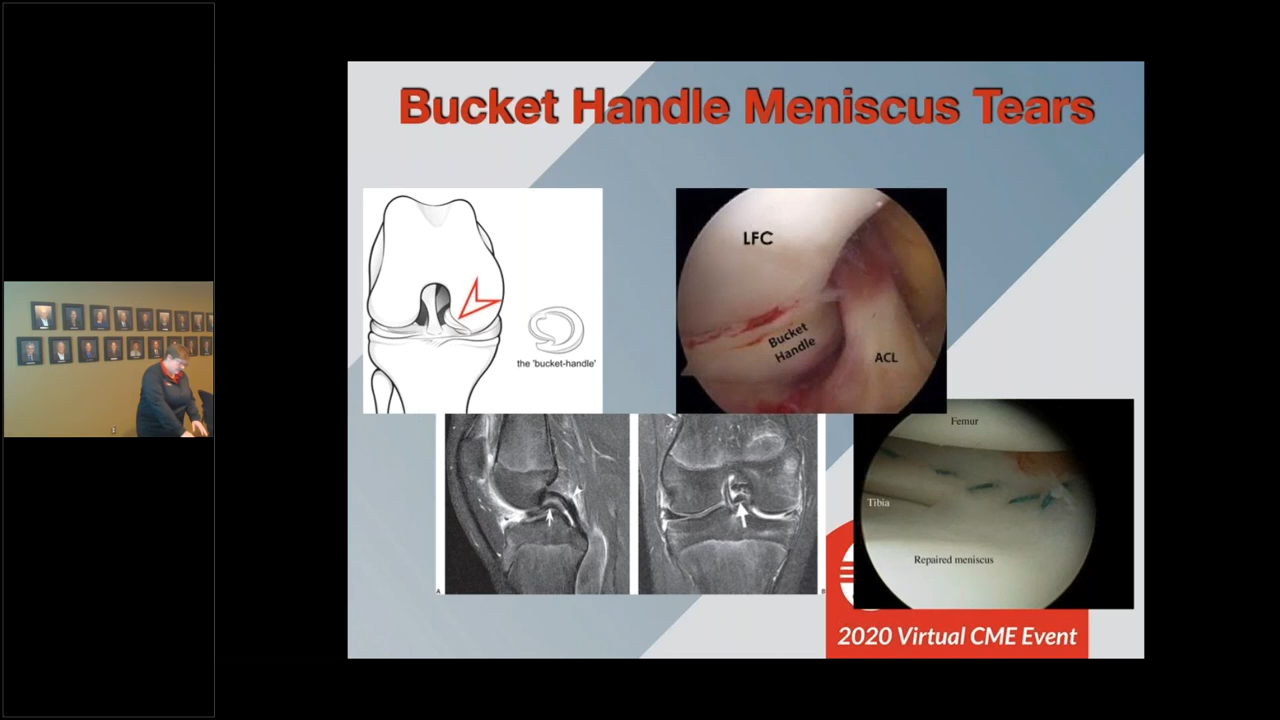 Bucket Handle Meniscus Tears
the 'bucket-handle'
LFC
Bucket
Handle
ACL
A
B
Femur
Tibia
Repaired meniscus
2020 Virtual CME Event